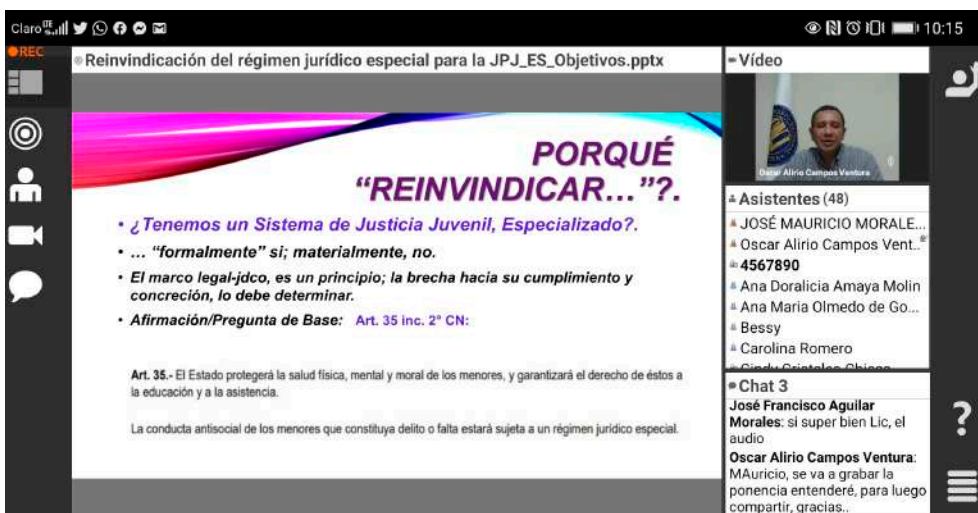 Claro LTE 10:15
REC
Reinvindicación del régimen jurídico especial para la JPJ_ES_Objetivos.pptx
PORQUÉ
“REINVINDICAR…”?.
• ¿Tenemos un Sistema de Justicia Juvenil, Especializado?.
• … “formalmente” si; materialmente, no.
• El marco legal-jdco, es un principio; la brecha hacia su cumplimiento y
concreción, lo debe determinar.
• Afirmación/Pregunta de Base: Art. 35 inc. 2° CN:
Art. 35.- El Estado protegerá la salud física, mental y moral de los menores, y garantizará el derecho de éstos a
la educación y a la asistencia.
La conducta antisocial de los menores que constituya delito o falta estará sujeta a un régimen jurídico especial.
Vídeo
Oscar Alirio Campos Ventura
Asistentes (48)
JOSÉ MAURICIO MORALE...
Oscar Alirio Campos Vent..
4567890
Ana Doralicia Amaya Molin
Ana Maria Olmedo de Go...
Bessy
Carolina Romero
Chat 3
José Francisco Aguilar
Morales: si super bien Lic, el
audio
Oscar Alirio Campos Ventura:
MAuricio, se va a grabar la
ponencia entenderé, para luego
compartir, gracias..
?